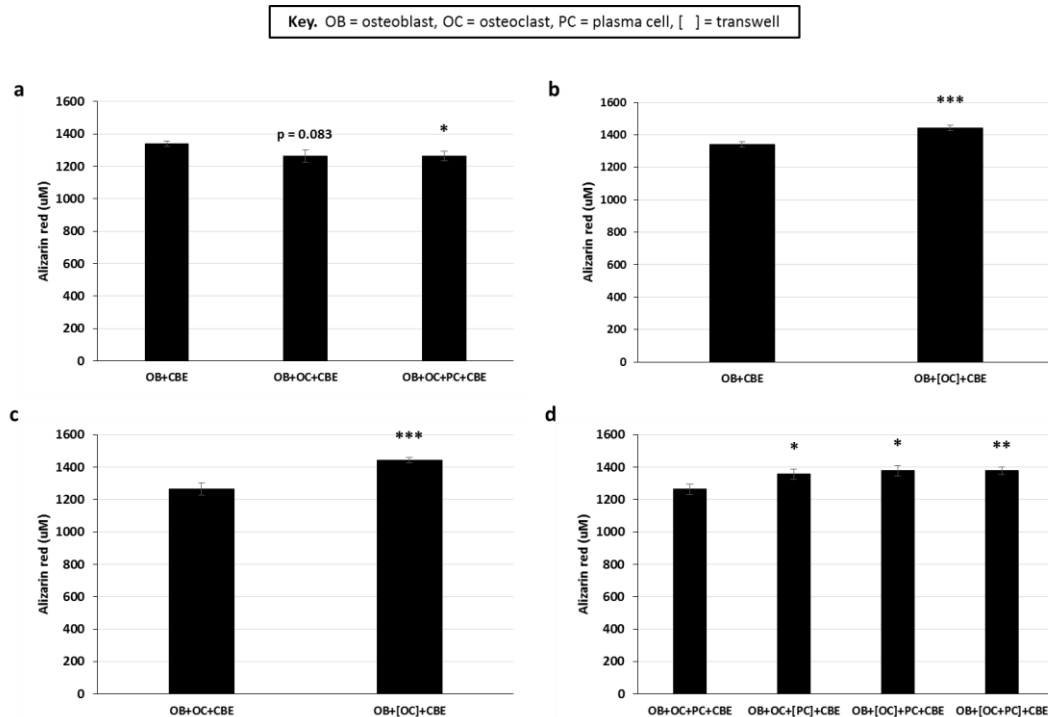 Key. OB = osteoblast, OC = osteoclast, PC = plasma cell, [ ] = transwell
a
Alizarin red (uM)
1600
1400
1200
1000
800
600
400
200
0
p = 0.083
*
OB+CBE
OB+OC+CBE
OB+OC+PC+CBE
b
Alizarin red (uM)
1600
1400
1200
1000
800
600
400
200
0
***
OB+CBE
OB+[OC]+CBE
c
Alizarin red (uM)
1600
1400
1200
1000
800
600
400
200
0
***
OB+OC+CBE
OB+[OC]+CBE
d
Alizarin red (uM)
1600
1400
1200
1000
800
600
400
200
0
*
*
**
OB+OC+PC+CBE
OB+OC+[PC]+CBE
OB+[OC]+PC+CBE
OB+[OC+PC]+CBE